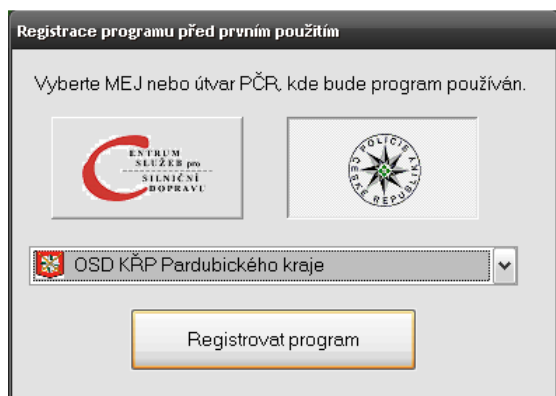 Registrace programu před prvním použitím
Vyberte MEJ nebo útvar PČR, kde bude program používán.
CENTRUM
SLUŽEB pro
SILNIČNÍ
DOPRAVU
POLICIE
ČESKÉ REPUBLIKY
OSD KŘP Pardubického kraje
Registrovat program